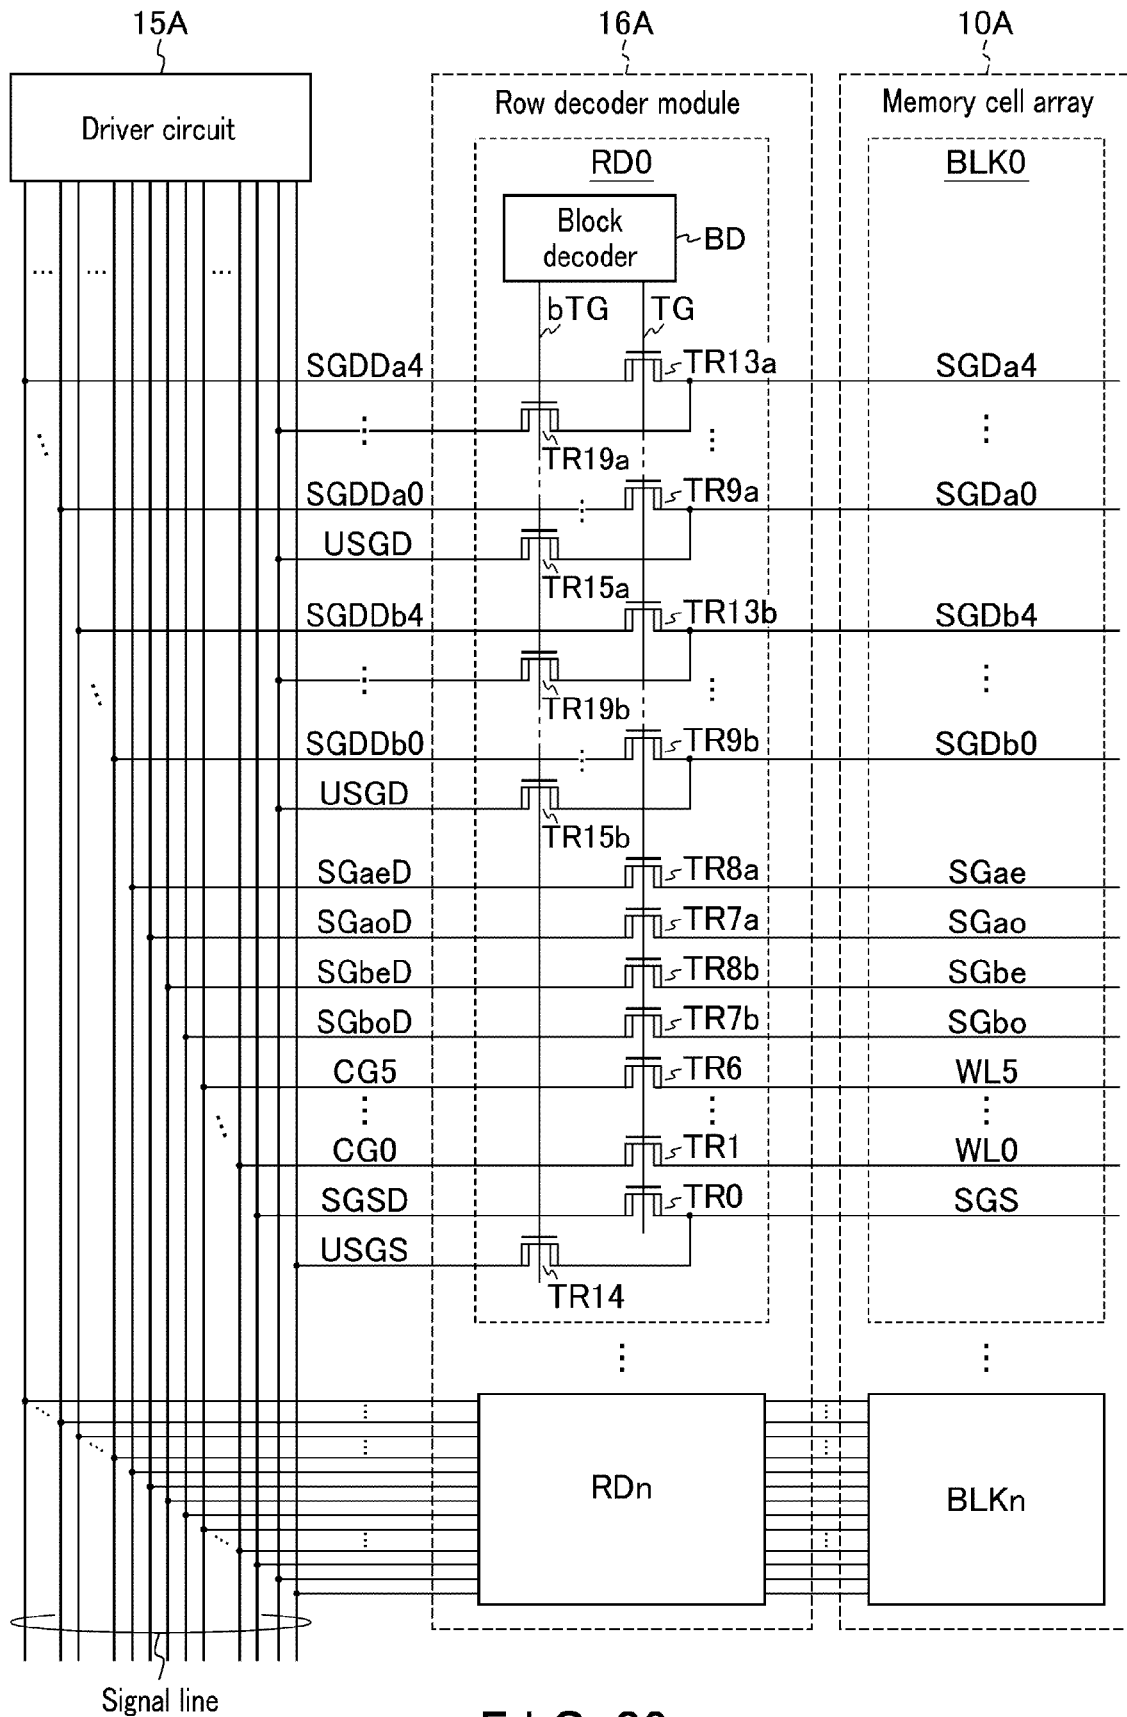 15A 16A 10A
Driver circuit
Row decoder module
Memory cell array
RD0
BLK0
Block decoder
BD
bTG TG
SGDDa4 TR13a SGDa4
TR19a
SGDDa0 TR9a SGDa0
USGD
TR15a
SGDDb4 TR13b SGDb4
TR19b
SGDDb0 TR9b SGDb0
USGD
TR15b
SGaeD TR8a SGae
SGaoD TR7a SGao
SGbeD TR8b SGbe
SGboD TR7b SGbo
CG5 TR6 WL5
CG0 TR1 WL0
SGSD TR0 SGS
USGS
TR14
RDn
BLKn
Signal line